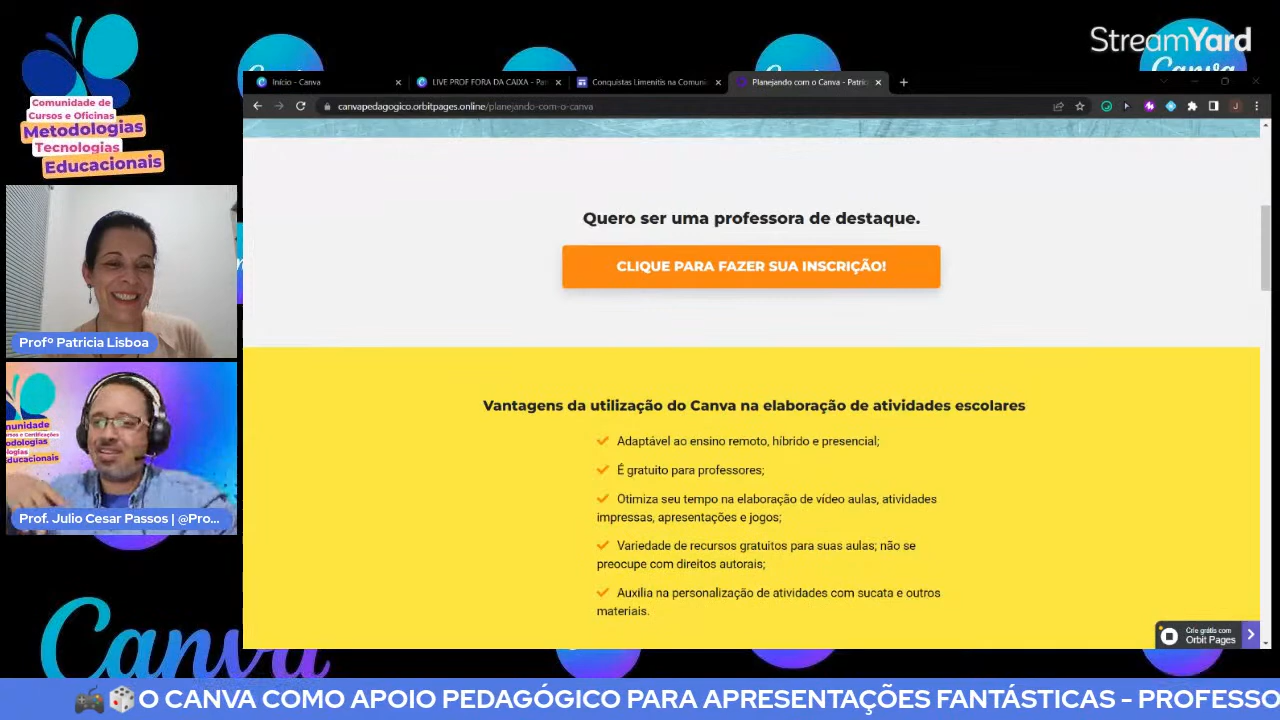 StreamYard
Comunidade de
Cursos e Oficinas
Metodologias
Tecnologias
Educacionais
Início - Canva
LIVE PROF FORA DA CAIXA - Pat
Conquistas Limenitis na Comuni
Planejando com o Canva - Patric
canvapedagogico.orbitpages.online/planejando-com-o-canva
Quero ser uma professora de destaque.
CLIQUE PARA FAZER SUA INSCRIÇÃO!
Profº Patricia Lisboa
Vantagens da utilização do Canva na elaboração de atividades escolares
Adaptável ao ensino remoto, híbrido e presencial;
É gratuito para professores;
Otimiza seu tempo na elaboração de vídeo aulas, atividades
impressas, apresentações e jogos;
Variedade de recursos gratuitos para suas aulas; não se
preocupe com direitos autorais;
Auxilia na personalização de atividades com sucata e outros
materiais.
Prof. Julio Cesar Passos | @Pro...
Crie grátis com
Orbit Pages
Canva
O CANVA COMO APOIO PEDAGÓGICO PARA APRESENTAÇÕES FANTÁSTICAS - PROFESSO